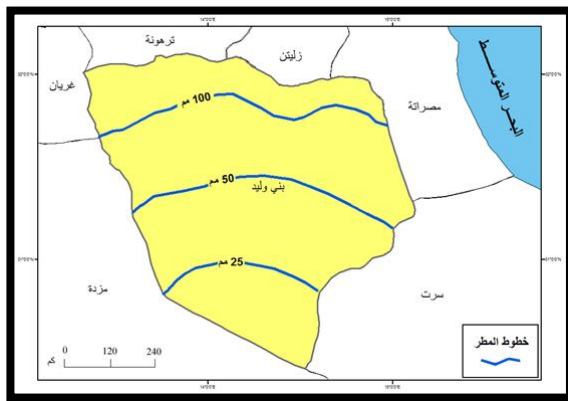 ترهونة
زليتن
غريان
مصراتة
البحر المتوسط
100 مم
50 مم
بني وليد
25 مم
مزدة
سرت
خطوط المطر
0 120 240
كم